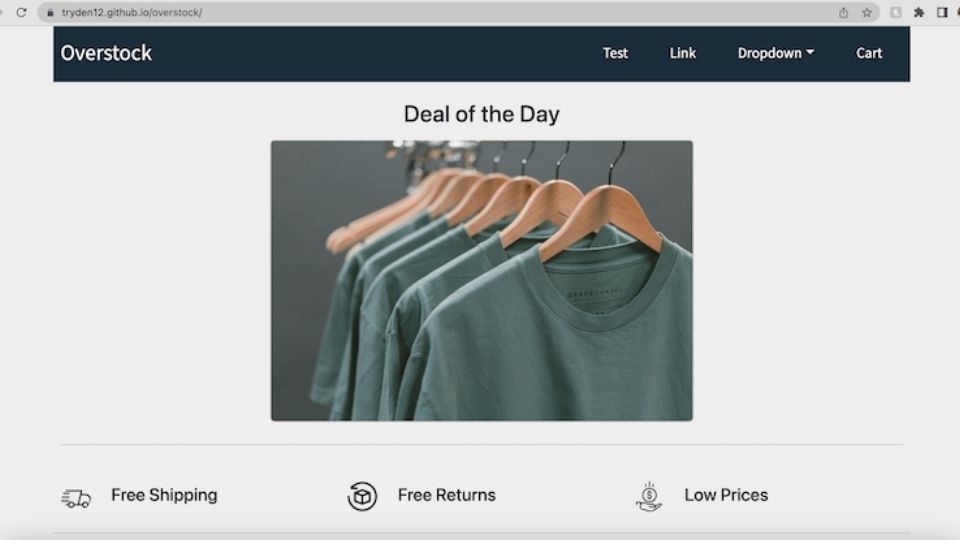 tryden12.github.io/overstock/
Overstock
Test Link Dropdown Cart
Deal of the Day
Free Shipping Free Returns Low Prices